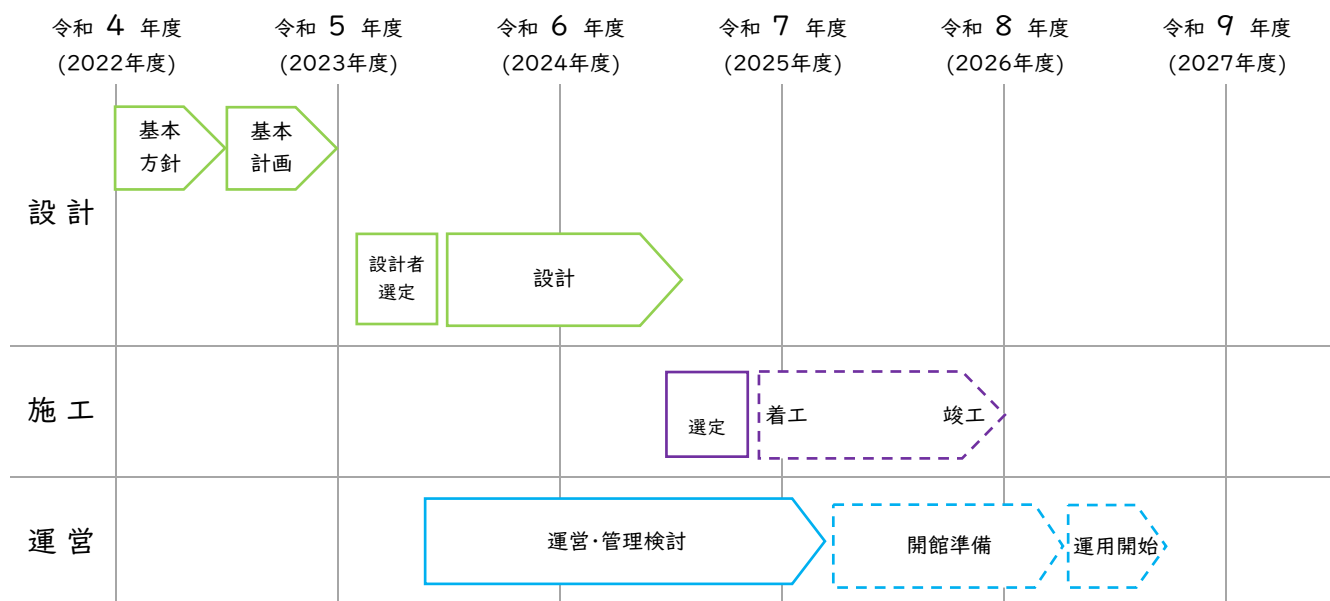 令和 4 年度 令和 5 年度 令和 6 年度 令和 7 年度 令和 8 年度 令和 9 年度
(2022年度) (2023年度) (2024年度) (2025年度) (2026年度) (2027年度)
設計
基本
方針
基本
計画
設計者
選定
設計
施工
選定
着工 竣工
運営
運営・管理検討
開館準備
運用開始